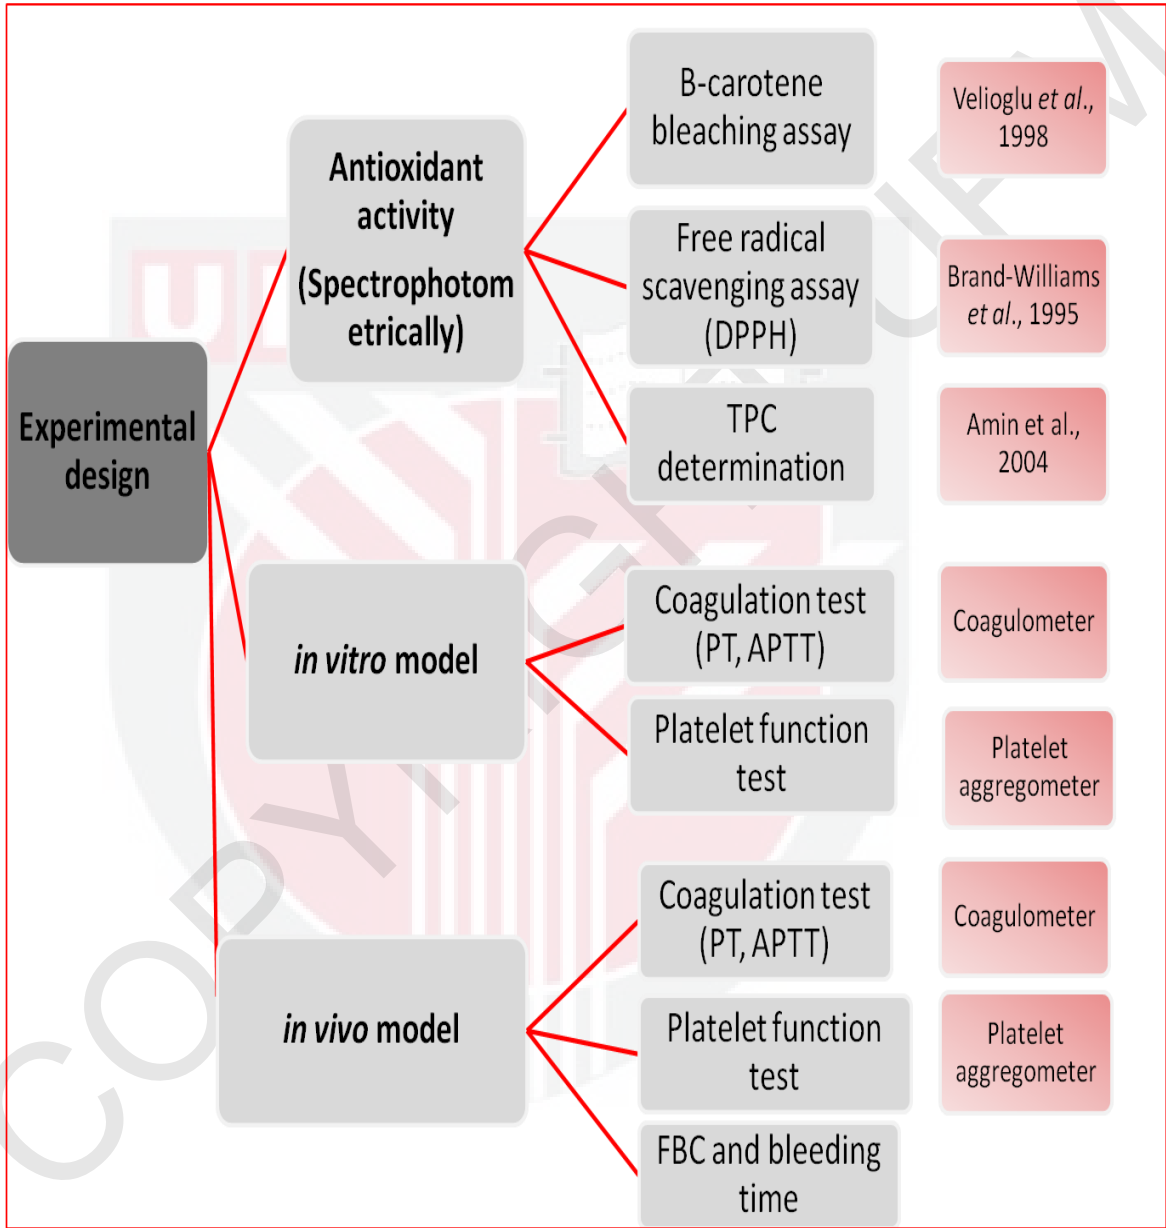 Experimental
design
Antioxidant
activity
(Spectrophotom
etrically)
B-carotene
bleaching assay
Velioglu et al.,
1998
Free radical
scavenging assay
(DPPH)
Brand-Williams
et al., 1995
TPC
determination
Amin et al.,
2004
in vitro model
Coagulation test
(PT, APTT)
Coagulometer
Platelet function
test
Platelet
aggregometer
in vivo model
Coagulation test
(PT, APTT)
Coagulometer
Platelet function
test
Platelet
aggregometer
FBC and bleeding
time
COPYRIGHT UPM